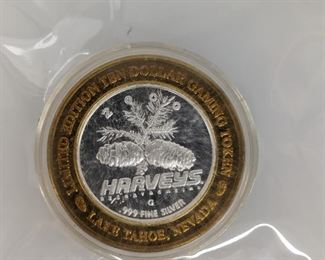 LIMITED EDITION TEN DOLLAR GAMING TOKEN
HARVEYS
G
.999 FINE SILVER
LAKE TAHOE, NEVADA